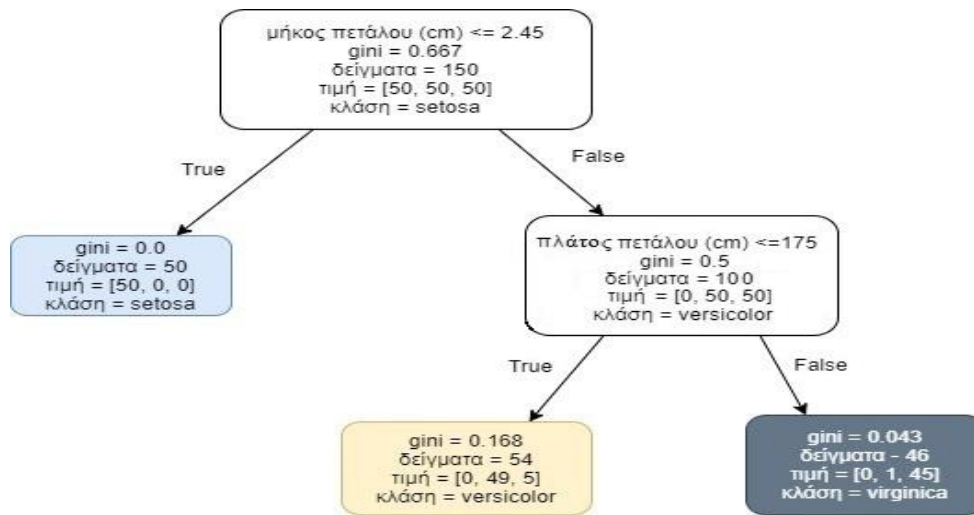 μήκος πετάλου (cm) <= 2.45
gini = 0.667
δείγματα = 150
τιμή = [50, 50, 50]
κλάση = setosa
True
False
gini = 0.0
δείγματα = 50
τιμή = [50, 0, 0]
κλάση = setosa
πλάτος πετάλου (cm) <=175
gini = 0.5
δείγματα = 100
τιμή = [0, 50, 50]
κλάση = versicolor
True
False
gini = 0.168
δείγματα = 54
τιμή = [0, 49, 5]
κλάση = versicolor
gini = 0.043
δείγματα - 46
τιμή = [0, 1, 45]
κλάση = virginica